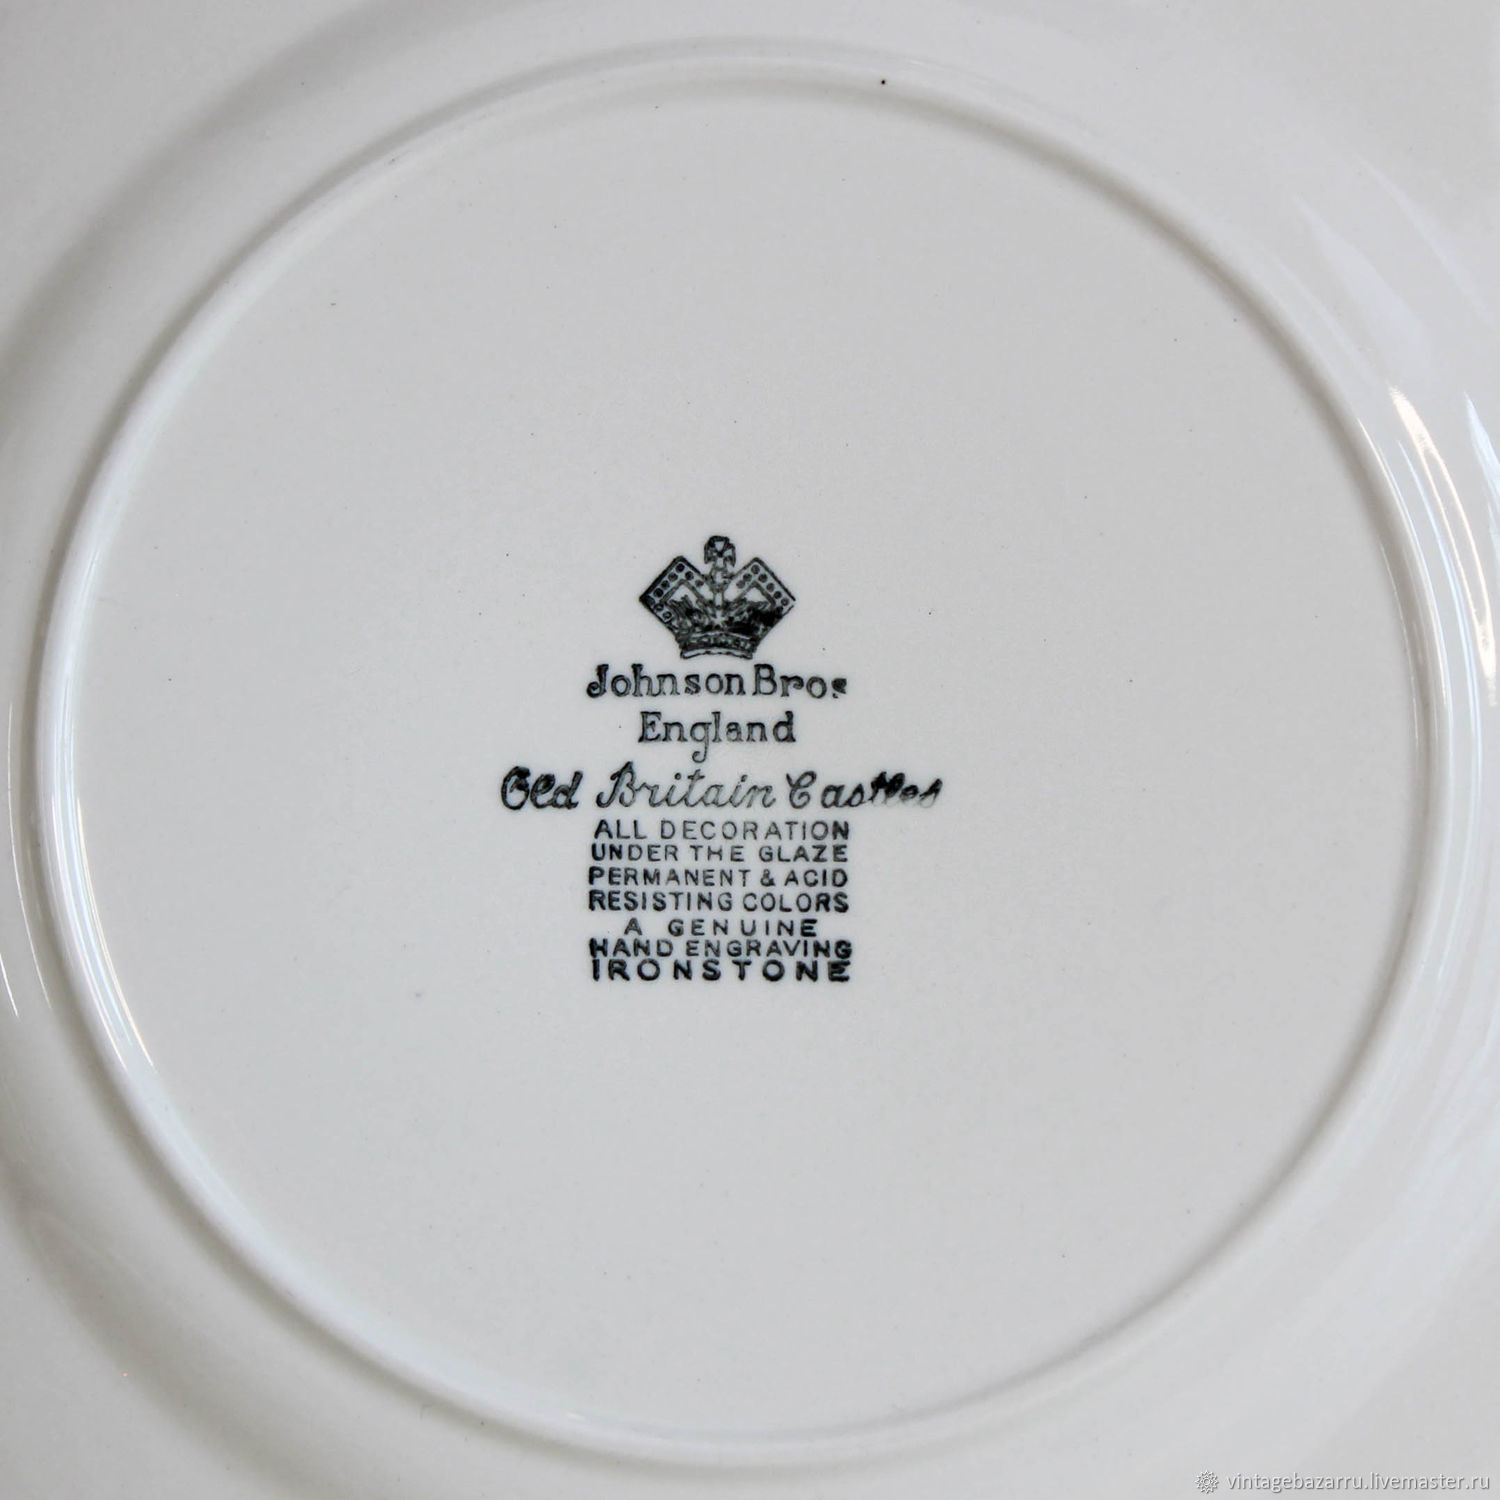 Johnson Bros
England
Old Britain Castles
ALL DECORATION
UNDER THE GLAZE
PERMANENT & ACID
RESISTING COLORS
A GENUINE
HAND ENGRAVING
IRONSTONE
vintagebazarru.livemaster.ru